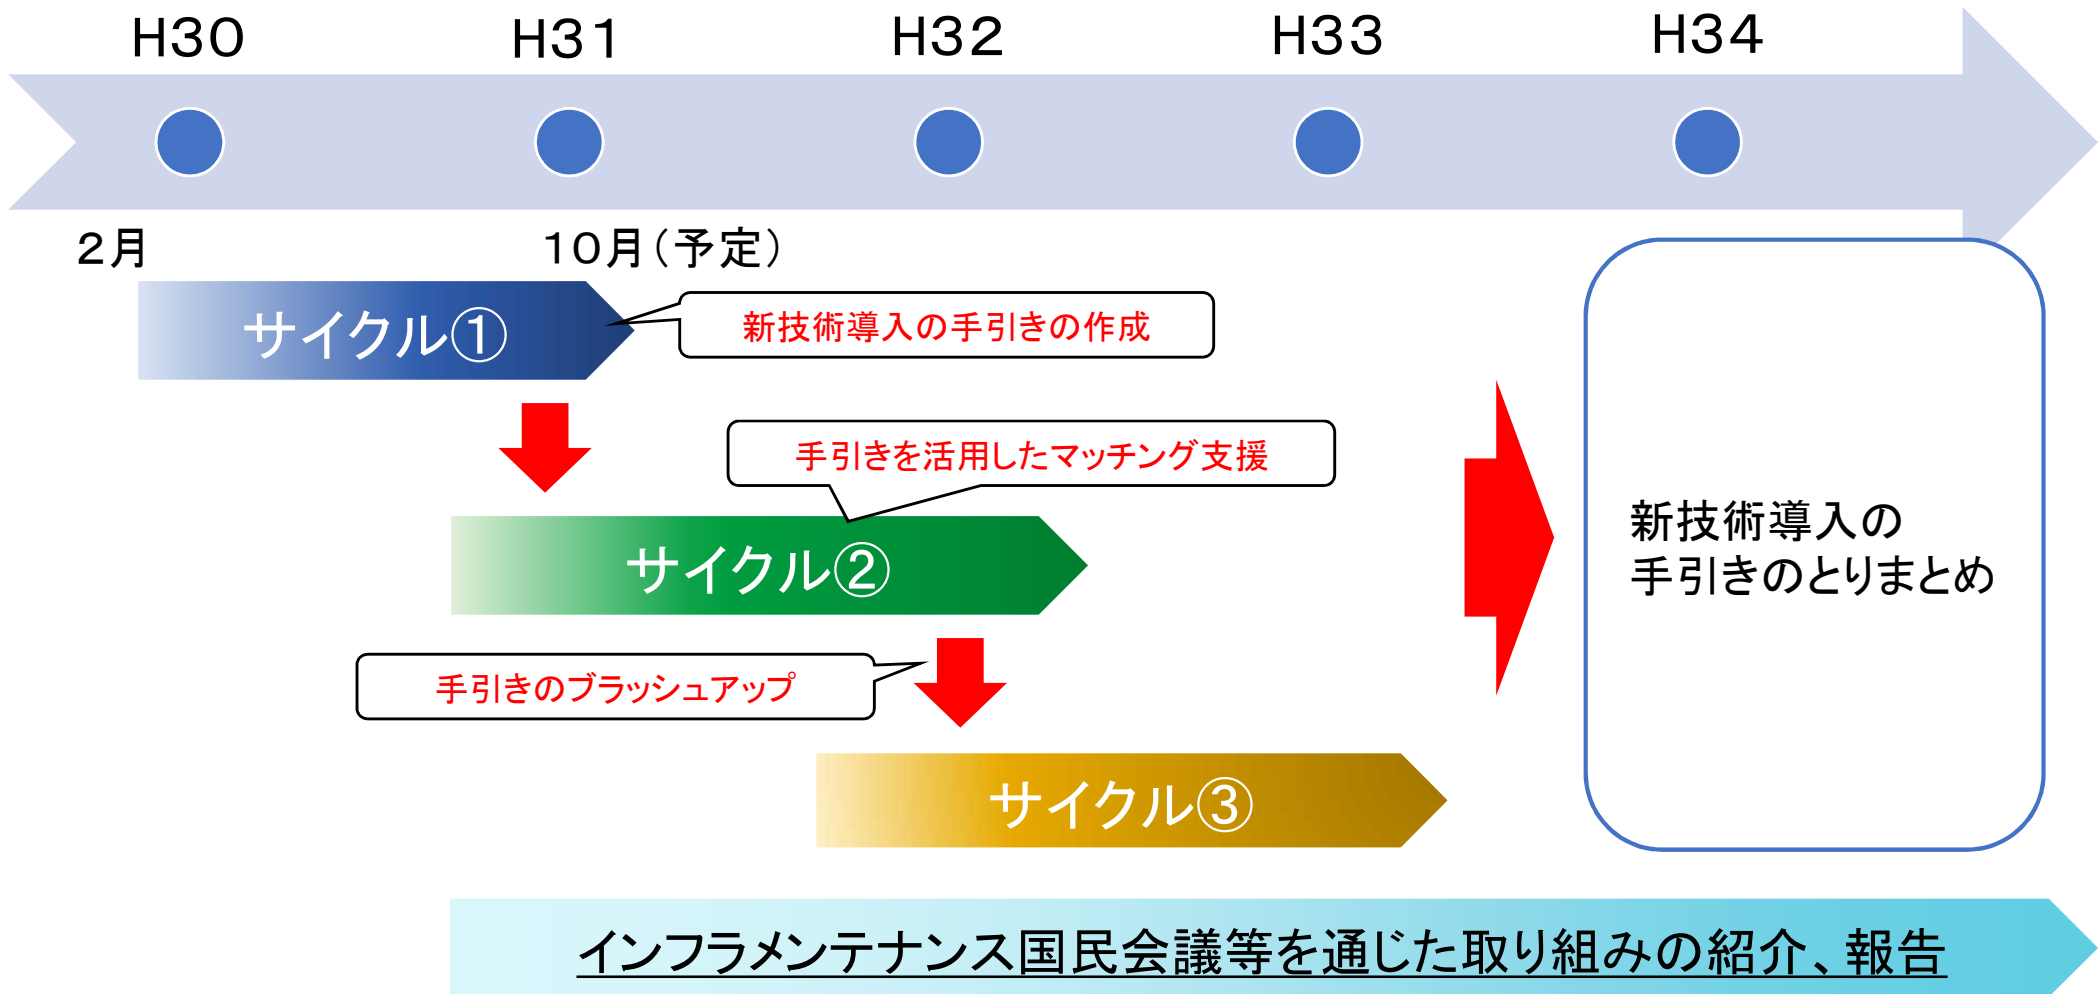 H30
H31
H32
H33
H34
2月
10月(予定)
サイクル①
新技術導入の手引きの作成
手引きを活用したマッチング支援
サイクル②
新技術導入の
手引きのとりまとめ
手引きのブラッシュアップ
サイクル③
インフラメンテナンス国民会議等を通じた取り組みの紹介、報告